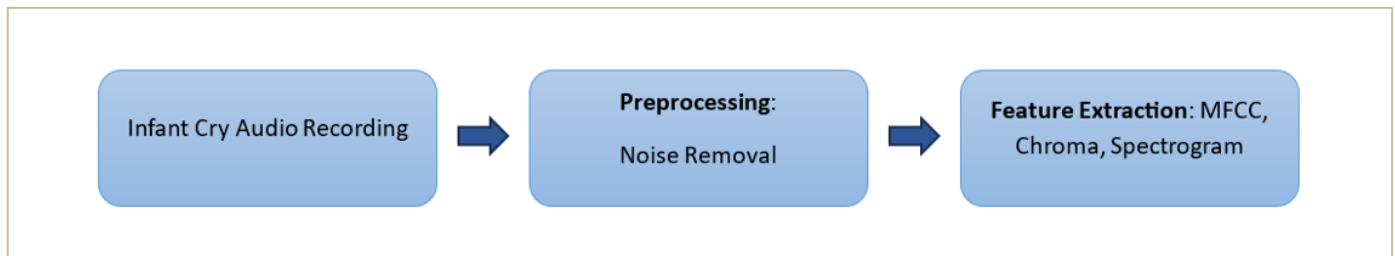 Infant Cry Audio Recording
Preprocessing:
Noise Removal
Feature Extraction: MFCC,
Chroma, Spectrogram